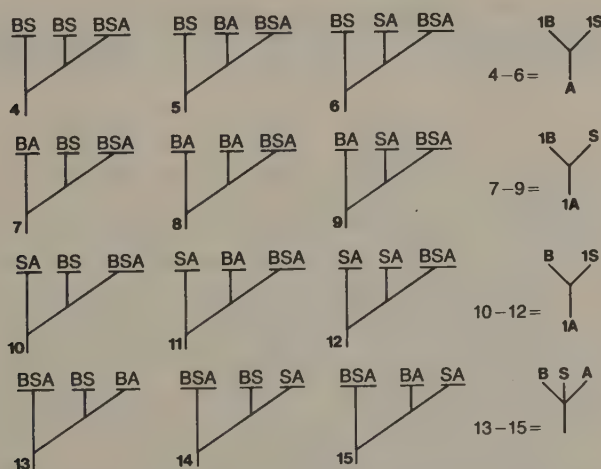 BS BS BSA BS BA BSA BS SA BSA 1B 1S
4 5 6 4–6= A
BA BS BSA BA BA BSA BA SA BSA 1B S
7 8 9 7–9= 1A
SA BS BSA SA BA BSA SA SA BSA B 1S
10 11 12 10–12= 1A
BSA BS BA BSA BS SA BSA BA SA B S A
13 14 15 13–15=